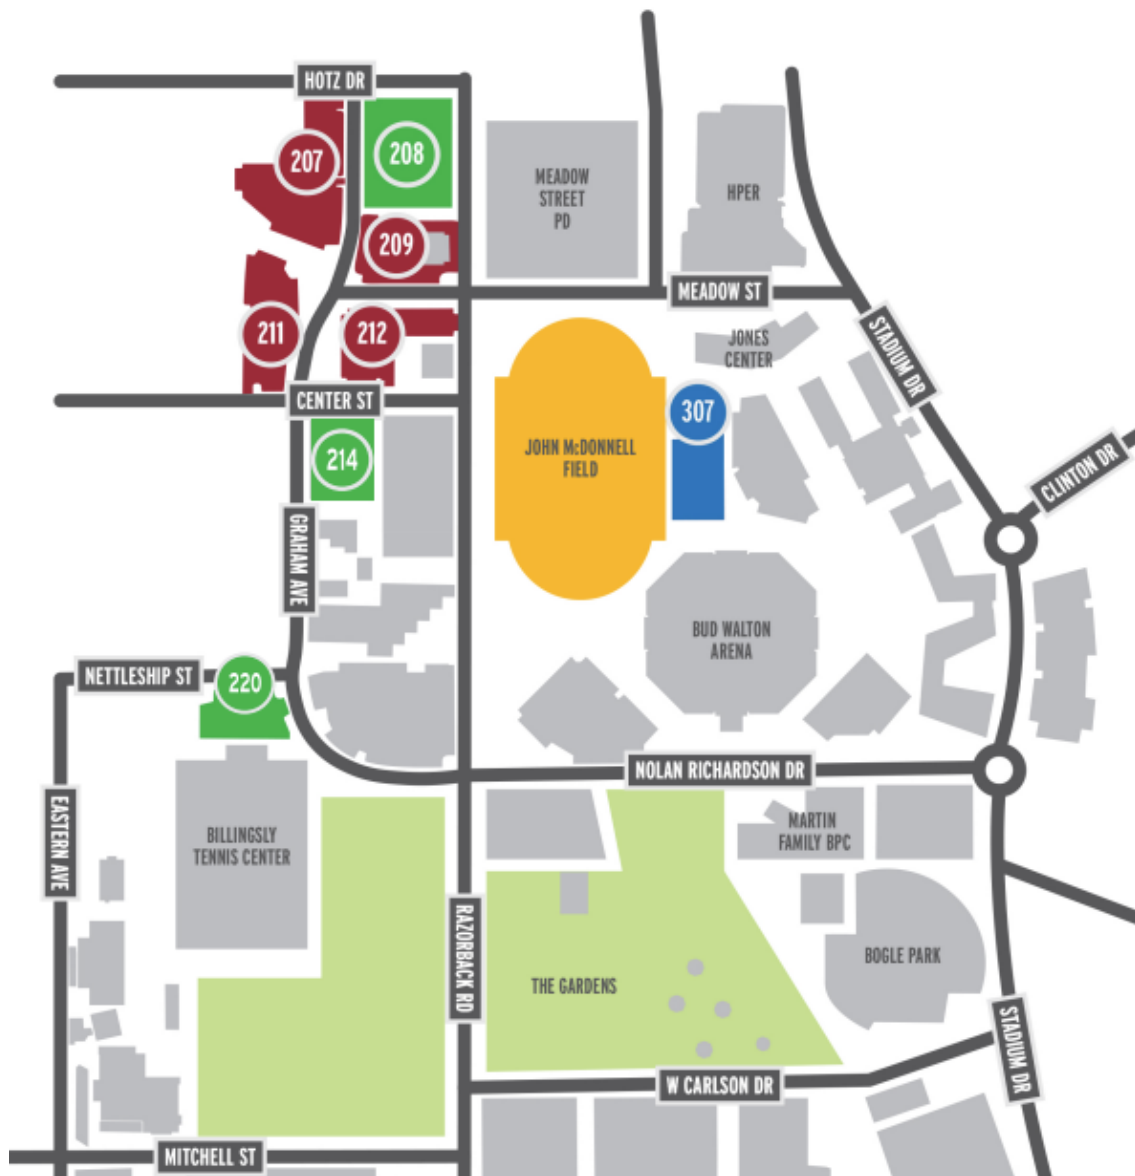 HOTZ DR
207
208
MEADOW
STREET
PD
HPER
209
MEADOW ST
211
212
JONES
CENTER
STADIUM DR
CENTER ST
307
214
JOHN McDONNELL
FIELD
CLINTON DR
GRAHAM AVE
BUD WALTON
ARENA
NETTLESHIP ST
220
NOLAN RICHARDSON DR
EASTERN AVE
BILLINGSLY
TENNIS CENTER
MARTIN
FAMILY BPC
RAZORBACK RD
THE GARDENS
BOGLE PARK
STADIUM DR
W CARLSON DR
MITCHELL ST